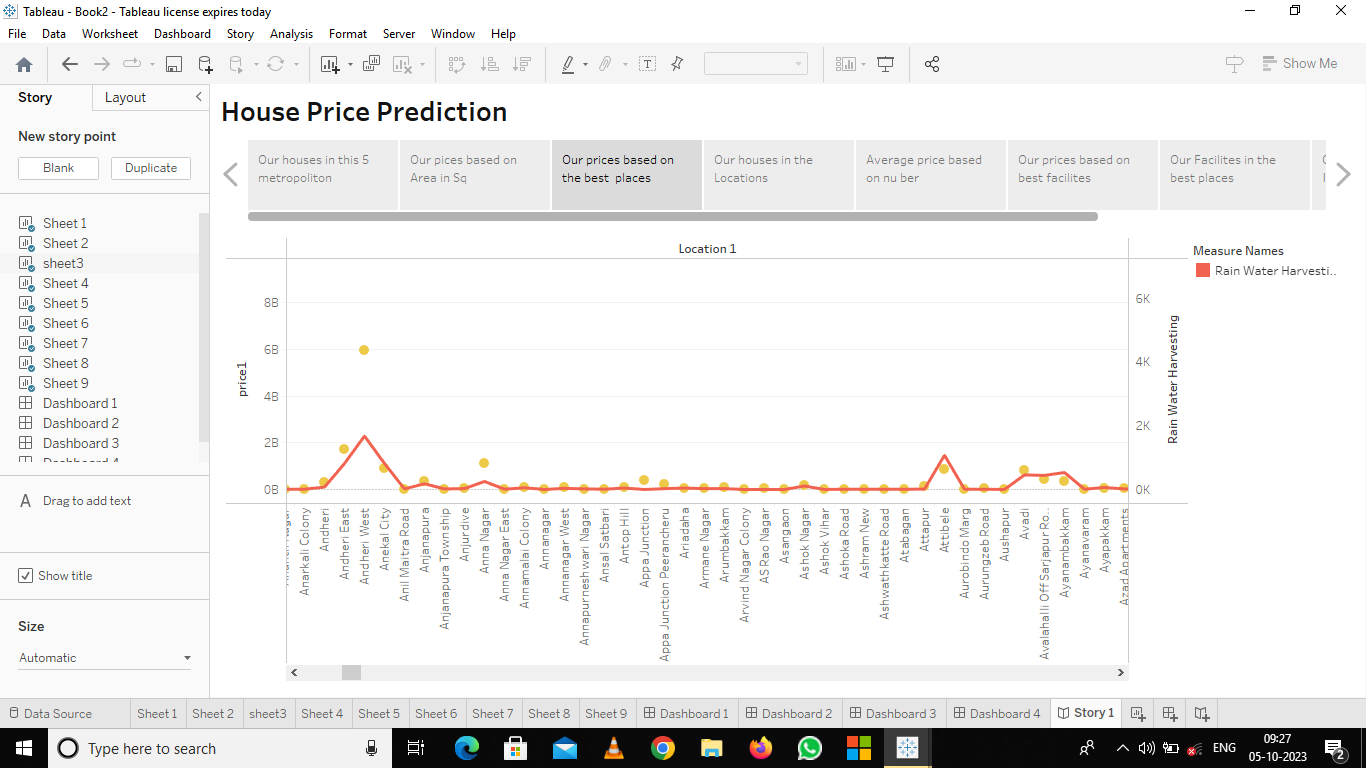 Tableau - Book2 - Tableau license expires today
File Data Worksheet Dashboard Story Analysis Format Server Window Help
Show Me
Story Layout
New story point
Blank Duplicate
Sheet 1
Sheet 2
sheet3
Sheet 4
Sheet 5
Sheet 6
Sheet 7
Sheet 8
Sheet 9
Dashboard 1
Dashboard 2
Dashboard 3
A Drag to add text
Show title
Size
Automatic
House Price Prediction
Our houses in this 5
metropoliton
Our pices based on
Area in Sq
Our prices based on
the best places
Our houses in the
Locations
Average price based
on nu ber
Our prices based on
best facilites
Our Facilites in the
best places
Location 1
price1
8B
6B
4B
2B
0B
6K
4K
2K
0K
Rain Water Harvesting
Measure Names
Rain Water Harvesti..
Anarkali Colony
Andheri
Andheri East
Andheri West
Anekal City
Anil Maitra Road
Anjanapura
Anjanapura Township
Anjurdive
Anna Nagar
Anna Nagar East
Annamalai Colony
Annanagar
Annanagar West
Annapurneshwari Nagar
Ansal Satbari
Antop Hill
Appa Junction
Appa Junction Peerancheru
Ariadaha
Armane Nagar
Arumbakkam
Arvind Nagar Colony
AS Rao Nagar
Asangaon
Ashok Nagar
Ashok Vihar
Ashoka Road
Ashram New
Ashwathkatte Road
Atabagan
Attapur
Attibele
Aurobindo Marg
Aurungzeb Road
Aushapur
Avadi
Avalahalli Off Sarjapur Ro..
Ayanambakkam
Ayanavaram
Ayapakkam
Azad Apartments
Data Source Sheet 1 Sheet 2 sheet3 Sheet 4 Sheet 5 Sheet 6 Sheet 7 Sheet 8 Sheet 9 Dashboard 1 Dashboard 2 Dashboard 3 Dashboard 4 Story 1
Type here to search
ENG
09:27
05-10-2023
2